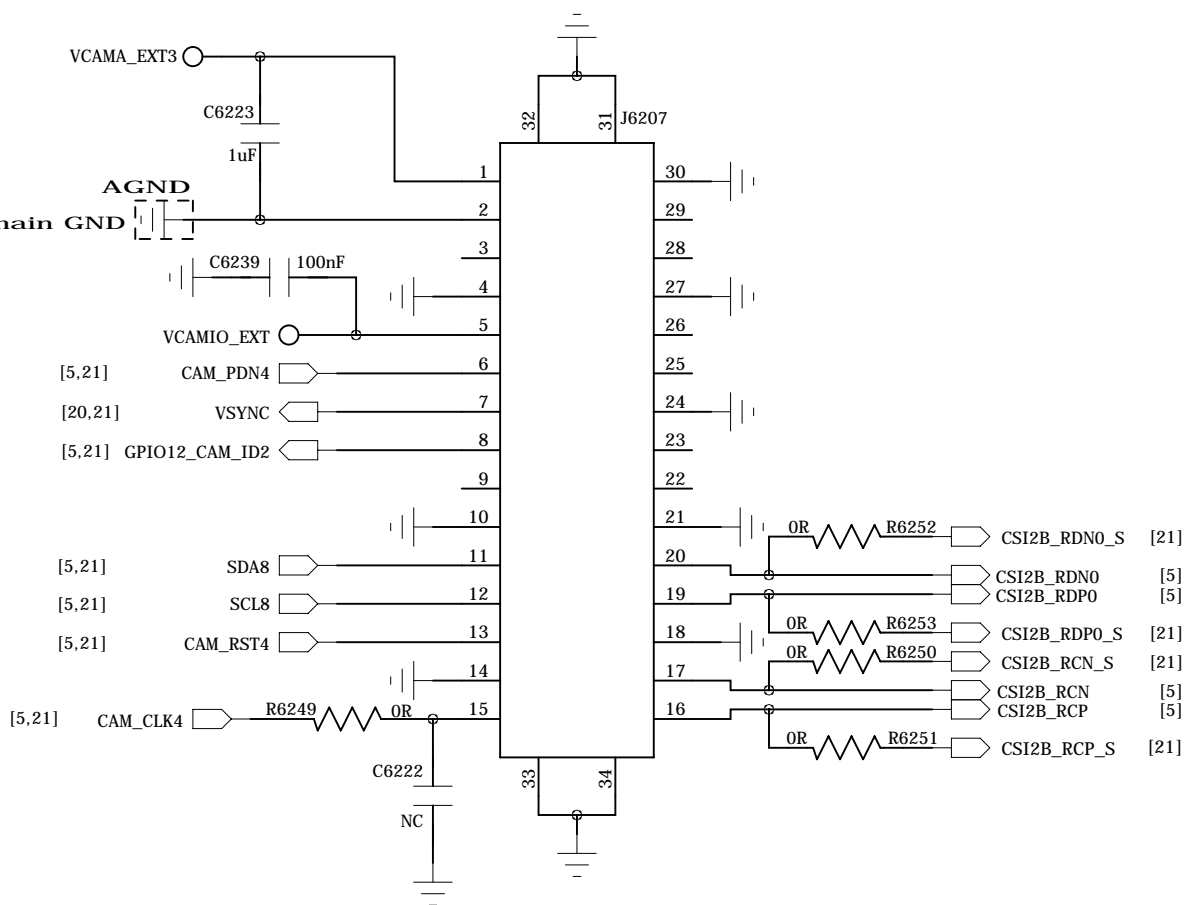 VCAMA_EXT3
C6223
1uF
32
31
J6207
1
30
AGND
2
29
main GND
3
28
C6239
100nF
4
27
VCAMIO_EXT
5
26
[5,21]
CAM_PDN4
6
25
[20,21]
VSYNC
7
24
[5,21]
GPIO12_CAM_ID2
8
23
9
22
10
21
0R
R6252
CSI2B_RDN0_S
[21]
[5,21]
SDA8
11
20
CSI2B_RDN0
[5]
[5,21]
SCL8
12
19
CSI2B_RDP0
[5]
[5,21]
CAM_RST4
13
18
0R
R6253
CSI2B_RDP0_S
[21]
0R
R6250
CSI2B_RCN_S
[21]
14
17
CSI2B_RCN
[5]
[5,21]
CAM_CLK4
R6249
0R
15
16
CSI2B_RCP
[5]
0R
R6251
CSI2B_RCP_S
[21]
C6222
NC
33
34